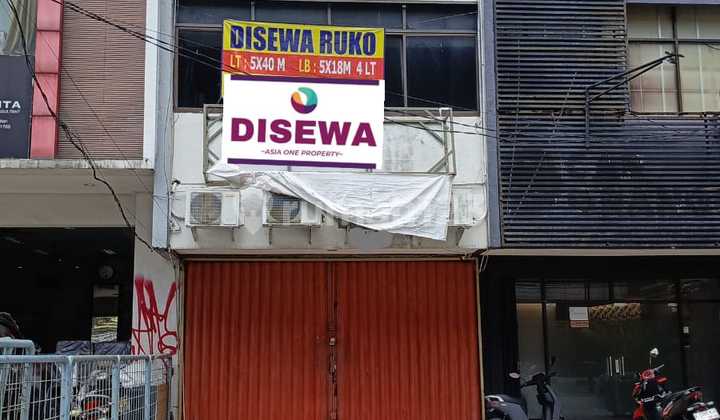 DISEWA RUKO
LT : 5X40 M LB : 5X18M 4 LT
DISEWA
~ASIA ONE PROPERTY~